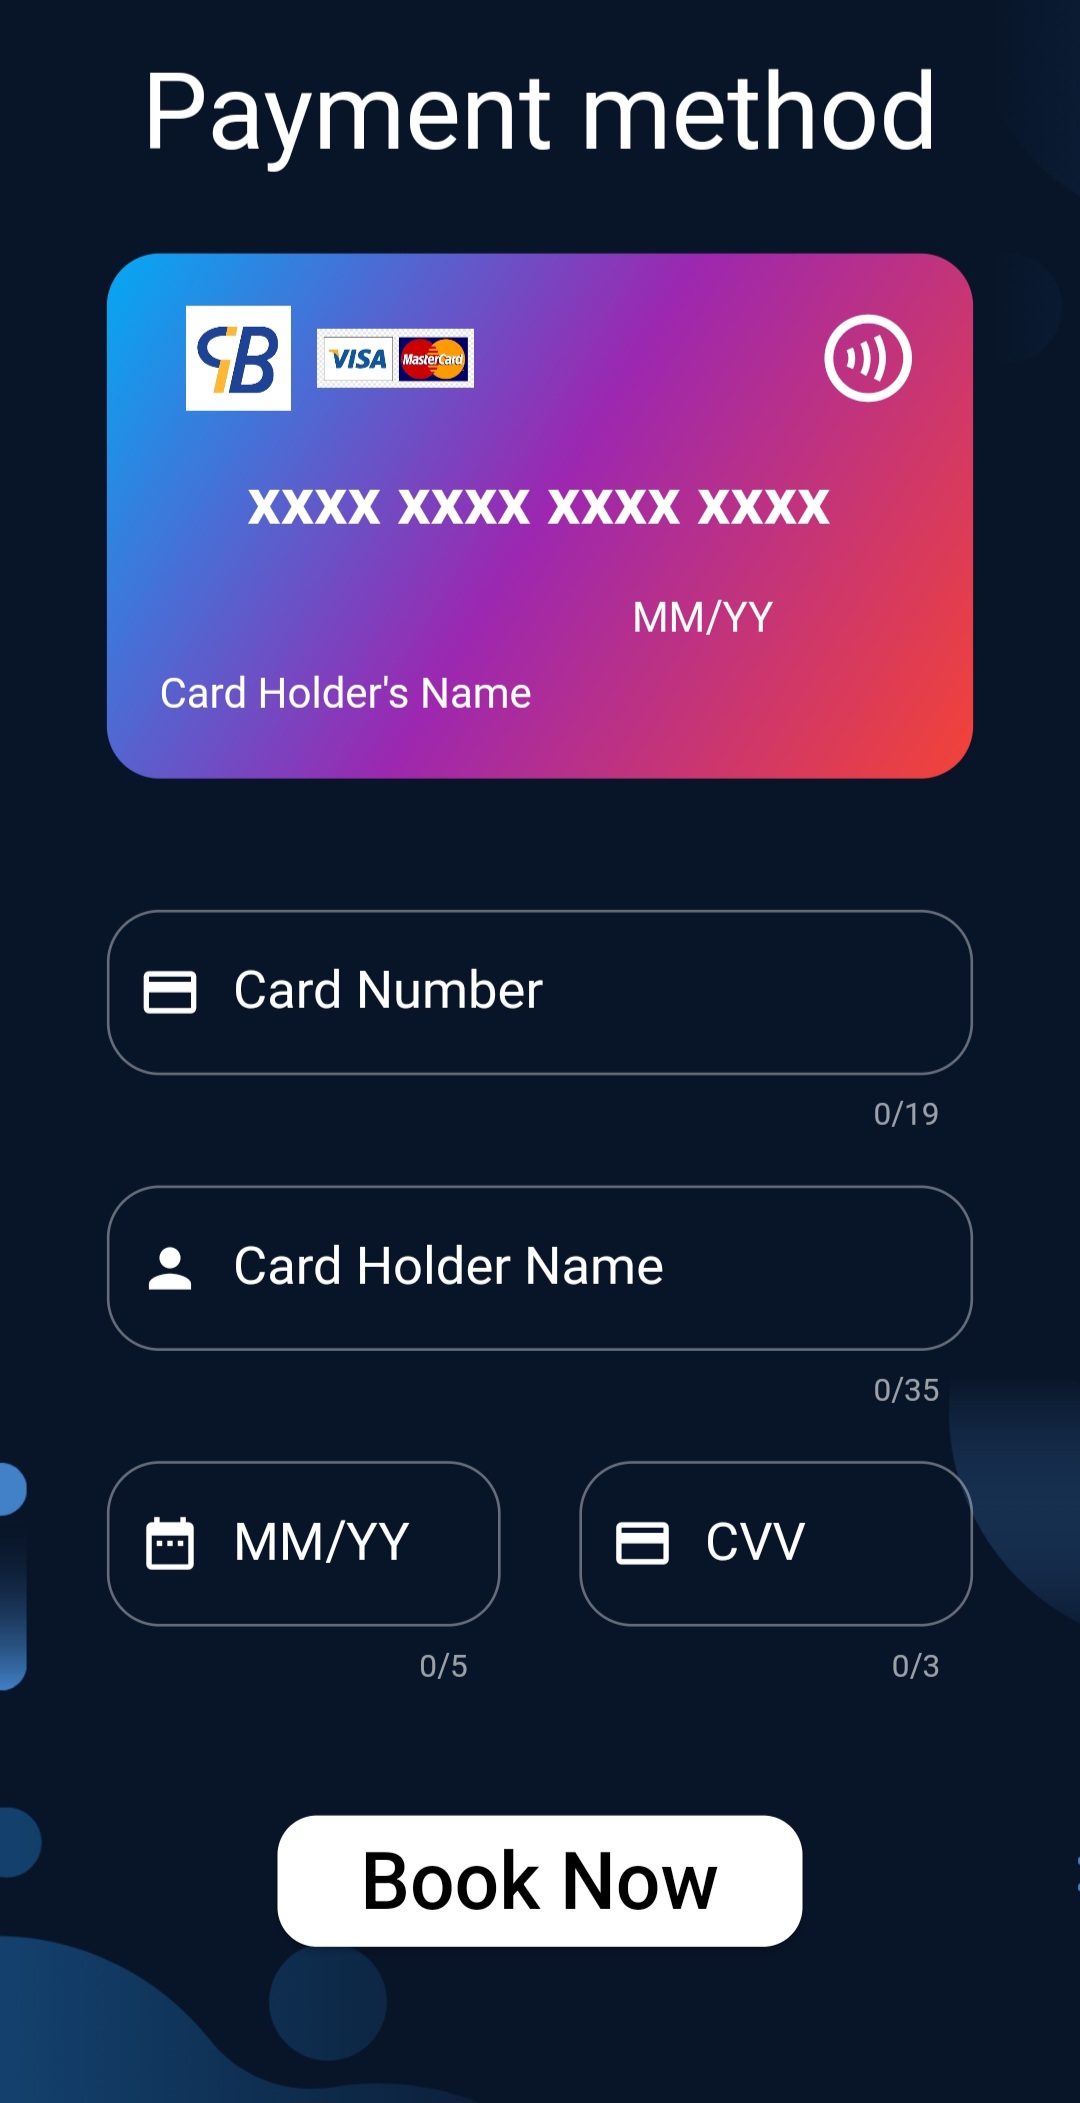 Payment method
VISA MasterCard
XXXX XXXX XXXX XXXX
MM/YY
Card Holder's Name
Card Number
0/19
Card Holder Name
0/35
MM/YY CVV
0/5 0/3
Book Now